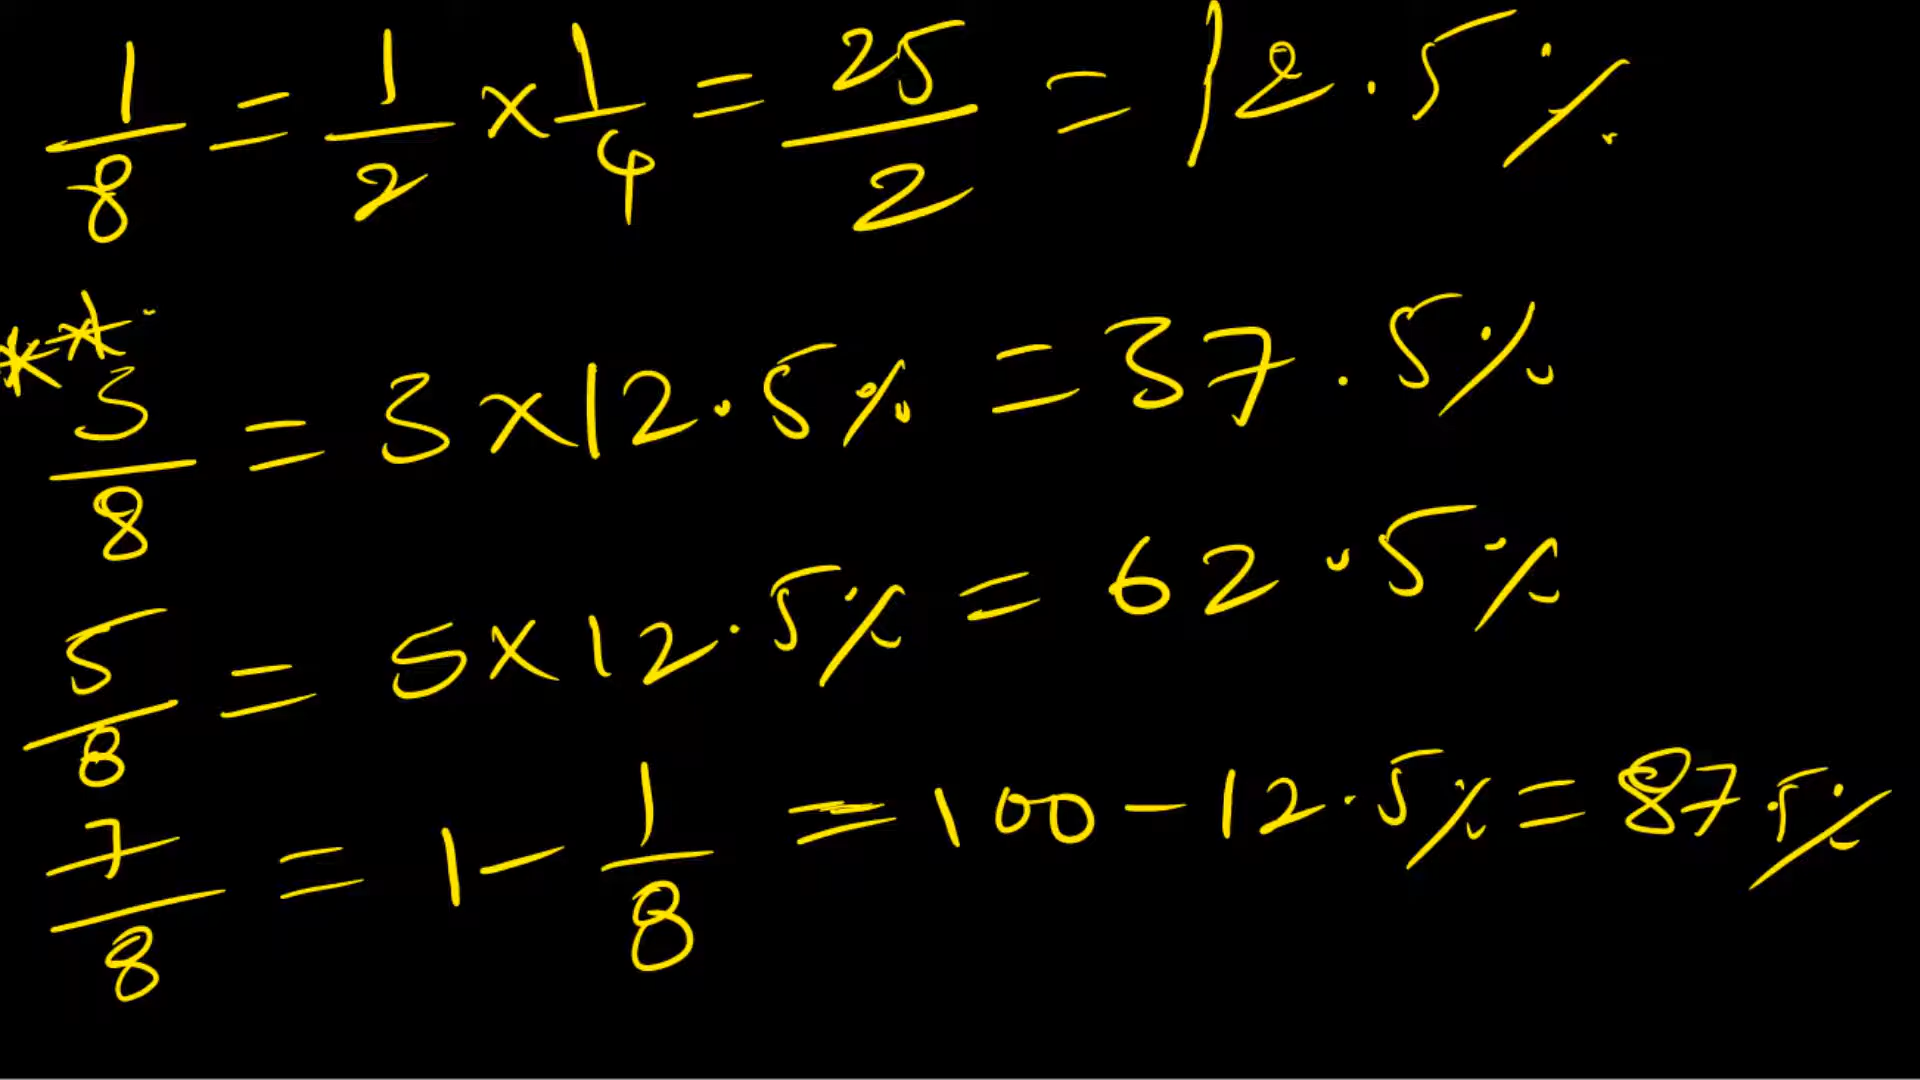 1/8 = 1/2 × 1/4 = 25/2 = 12.5%
**
3/8 = 3 × 12.5% = 37.5%
5/8 = 5 × 12.5% = 62.5%
7/8 = 1 - 1/8 = 100 - 12.5% = 87.5%